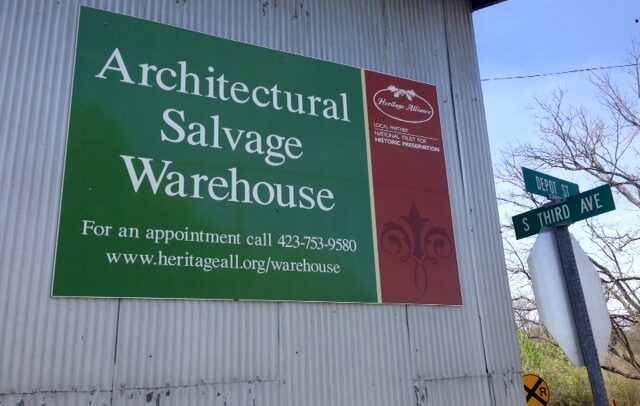 Architectural
Salvage
Warehouse
For an appointment call 423-753-9580
www.heritageall.org/warehouse
Heritage Alliance
LOCAL PARTNER
NATIONAL TRUST FOR
HISTORIC PRESERVATION
DEPOT ST
S THIRD AVE
R